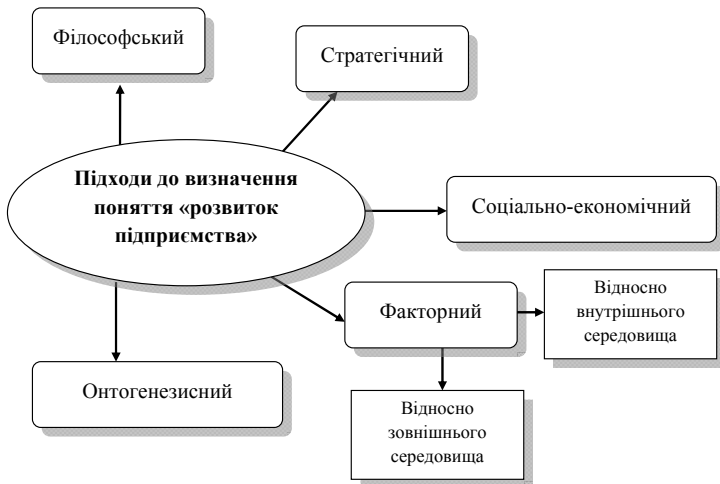 Філософський
Стратегічний
Підходи до визначення
поняття «розвиток
підприємства»
Соціально-економічний
Факторний
Відносно
внутрішнього
середовища
Онтогенезисний
Відносно
зовнішнього
середовища